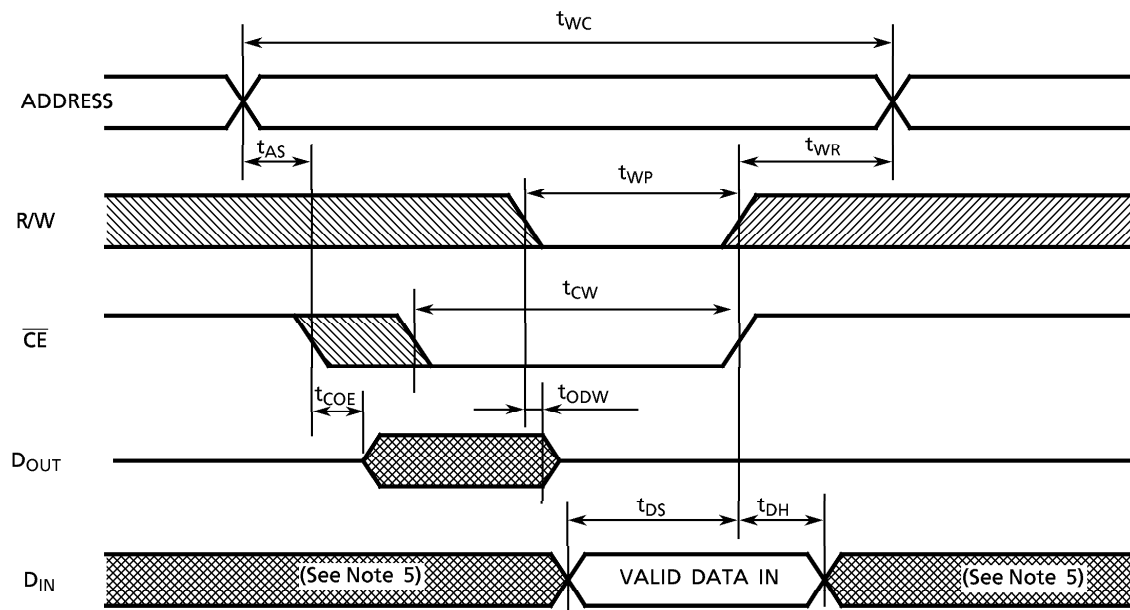 tWC
ADDRESS
tAS
tWR
tWP
R/W
tCW
CE
tCOE
tODW
DOUT
tDS
tDH
DIN
(See Note 5)
VALID DATA IN
(See Note 5)